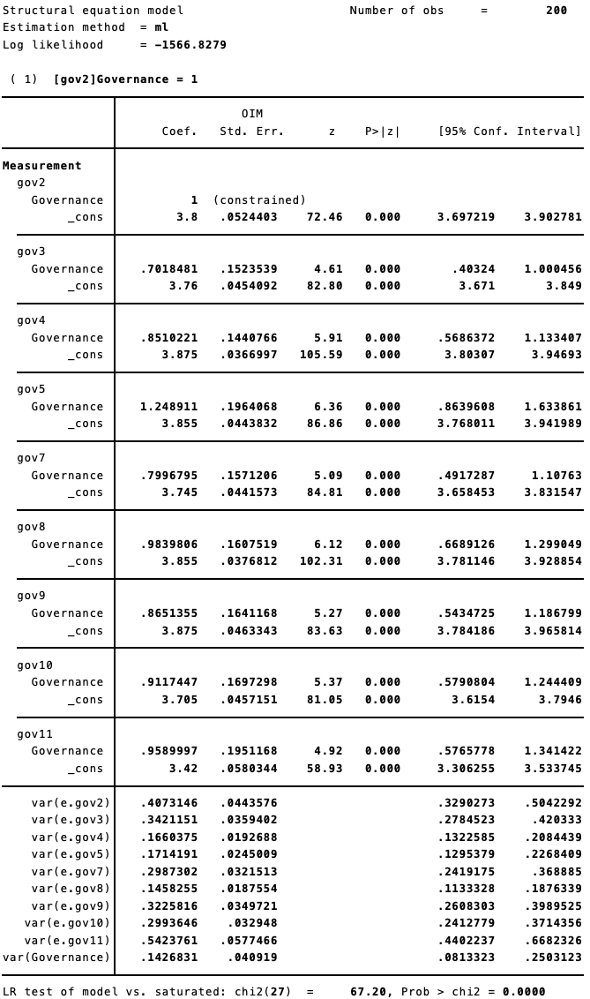 Structural equation model Number of obs = 200
Estimation method = ml
Log likelihood = -1566.8279
( 1) [gov2]Governance = 1
OIM
Coef. Std. Err. z P>|z| [95% Conf. Interval]
Measurement
gov2
Governance 1 (constrained)
_cons 3.8 .0524403 72.46 0.000 3.697219 3.902781
gov3
Governance .7018481 .1523539 4.61 0.000 .40324 1.000456
_cons 3.76 .0454092 82.80 0.000 3.671 3.849
gov4
Governance .8510221 .1440766 5.91 0.000 .5686372 1.133407
_cons 3.875 .0366997 105.59 0.000 3.80307 3.94693
gov5
Governance 1.248911 .1964068 6.36 0.000 .8639608 1.633861
_cons 3.855 .0443832 86.86 0.000 3.768011 3.941989
gov7
Governance .7996795 .1571206 5.09 0.000 .4917287 1.10763
_cons 3.745 .0441573 84.81 0.000 3.658453 3.831547
gov8
Governance .9839806 .1607519 6.12 0.000 .6689126 1.299049
_cons 3.855 .0376812 102.31 0.000 3.781146 3.928854
gov9
Governance .8651355 .1641168 5.27 0.000 .5434725 1.186799
_cons 3.875 .0463343 83.63 0.000 3.784186 3.965814
gov10
Governance .9117447 .1697298 5.37 0.000 .5790804 1.244409
_cons 3.705 .0457151 81.05 0.000 3.6154 3.7946
gov11
Governance .9589997 .1951168 4.92 0.000 .5765778 1.341422
_cons 3.42 .0580344 58.93 0.000 3.306255 3.533745
var(e.gov2) .4073146 .0443576 .3290273 .5042292
var(e.gov3) .3421151 .0359402 .2784523 .420333
var(e.gov4) .1660375 .0192688 .1322585 .2084439
var(e.gov5) .1714191 .0245009 .1295379 .2268409
var(e.gov7) .2987302 .0321513 .2419175 .368885
var(e.gov8) .1458255 .0187554 .1133328 .1876339
var(e.gov9) .3225816 .0349721 .2608303 .3989525
var(e.gov10) .2993646 .032948 .2412779 .3714356
var(e.gov11) .5423761 .0577466 .4402237 .6682326
var(Governance) .1426831 .040919 .0813323 .2503123
LR test of model vs. saturated: chi2(27) = 67.20, Prob > chi2 = 0.0000